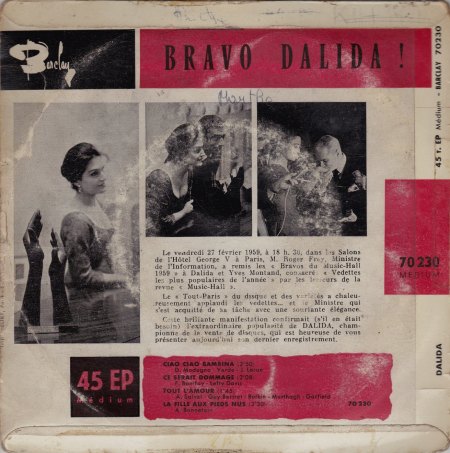 Barclay
BRAVO DALIDA !
45 t. EP Médium - BARCLAY 70230
Le vendredi 27 février 1959, à 18 h. 30, dans les Salons
de l'Hôtel George V à Paris, M. Roger Frey, Ministre
de l'Information, a remis les « Bravos du Music-Hall
1959 » à Dalida et Yves Montand, consacré « Vedettes
les plus populaires de l'année » par les lecteurs de la
revue « Music-Hall ».
Le « Tout-Paris » du disque et des variétés a chaleu-
reusement applaudi les vedettes... et le Ministre qui
s'est acquitté de sa tâche avec une souriante élégance.
Cette brillante manifestation confirmait (s'il en était
besoin) l'extraordinaire popularité de DALIDA, cham-
pionne de la vente de disques, qui est heureuse de vous
présenter aujourd'hui son dernier enregistrement.
70 230
MEDIUM
DALIDA
45 EP
Médium
CIAO CIAO BAMBINA
D. Modugno - Verde - J. Larue
CE SERAIT DOMMAGE
TOUT L'AMOUR
LA FILLE AUX PIEDS NUS
70 230